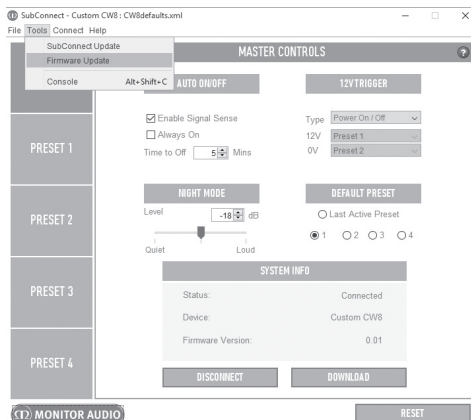 SubConnect - Custom CW8 : CW8defaults.xml
File Tools Connect Help
SubConnect Update
Firmware Update
Console Alt+Shift+C
MASTER CONTROLS
?
AUTO ON/OFF
Enable Signal Sense
Always On
Time to Off 5 Mins
12V TRIGGER
Type Power On / Off
12V Preset 1
0V Preset 2
PRESET 1
NIGHT MODE
Level -18 dB
Quiet Loud
DEFAULT PRESET
Last Active Preset
1 2 3 4
PRESET 2
SYSTEM INFO
Status: Connected
Device: Custom CW8
Firmware Version: 0.01
DISCONNECT DOWNLOAD
PRESET 3
PRESET 4
MONITOR AUDIO
RESET